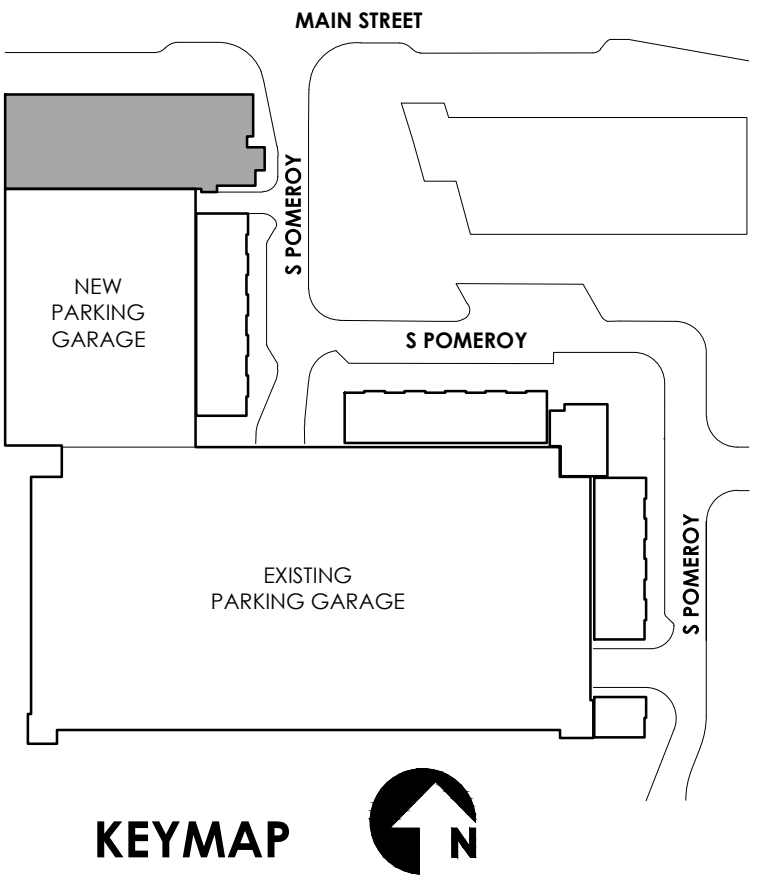 MAIN STREET
S POMEROY
NEW
PARKING
GARAGE
S POMEROY
EXISTING
PARKING GARAGE
S POMEROY
KEYMAP
N